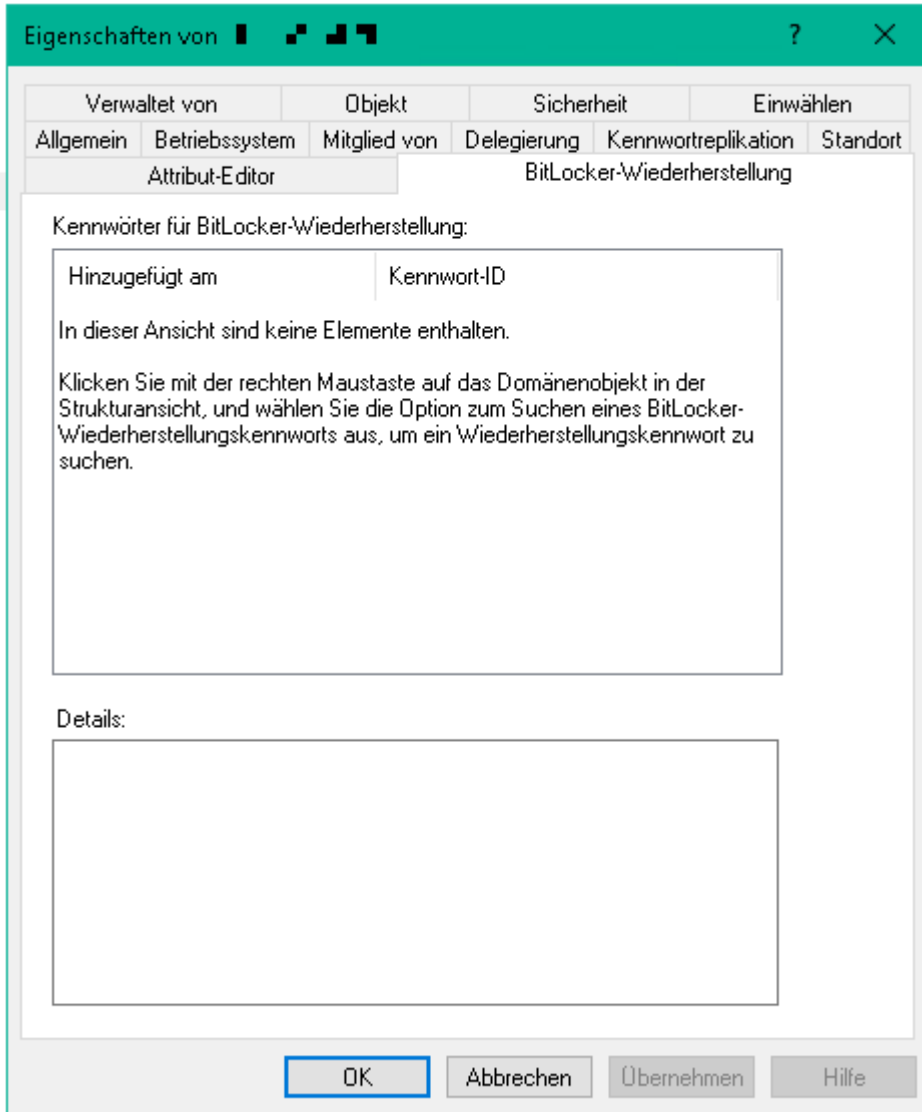 Eigenschaften von
Verwaltet von Objekt Sicherheit Einwählen
Allgemein Betriebssystem Mitglied von Delegierung Kennwortreplikation Standort
Attribut-Editor BitLocker-Wiederherstellung
Kennwörter für BitLocker-Wiederherstellung:
Hinzugefügt am Kennwort-ID
In dieser Ansicht sind keine Elemente enthalten.
Klicken Sie mit der rechten Maustaste auf das Domänenobjekt in der
Strukturansicht, und wählen Sie die Option zum Suchen eines BitLocker-
Wiederherstellungskennworts aus, um ein Wiederherstellungskennwort zu
suchen.
Details:
OK Abbrechen Übernehmen Hilfe